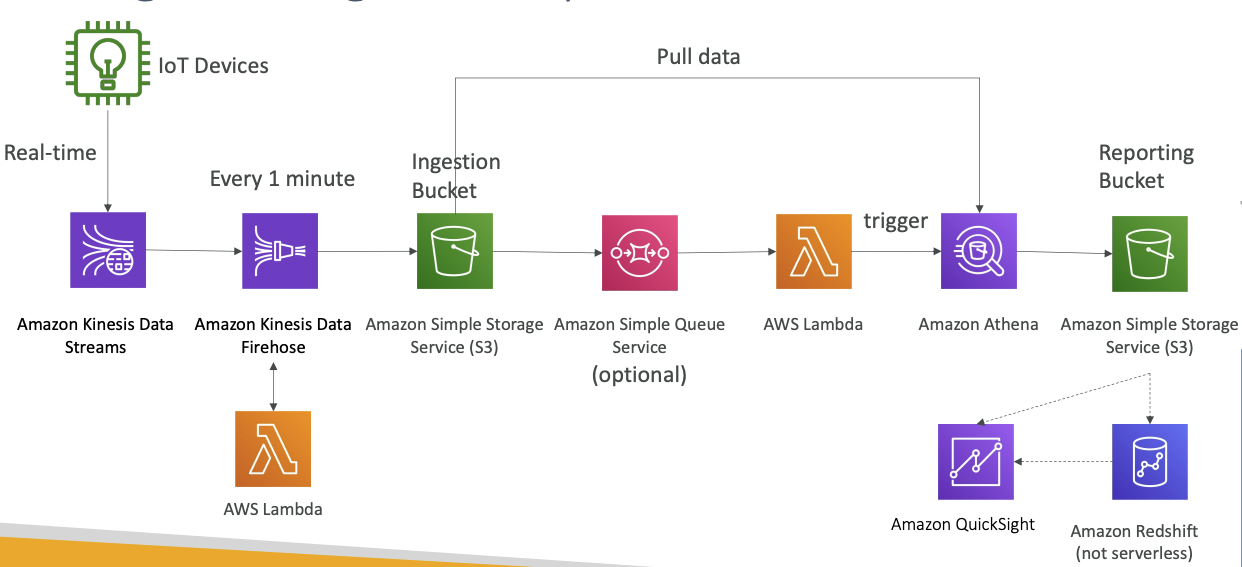 IoT Devices
Pull data
Real-time
Every 1 minute
Ingestion
Bucket
trigger
Reporting
Bucket
Amazon Kinesis Data
Streams
Amazon Kinesis Data
Firehose
Amazon Simple Storage
Service (S3)
Amazon Simple Queue
Service
(optional)
AWS Lambda
Amazon Athena
Amazon Simple Storage
Service (S3)
AWS Lambda
Amazon QuickSight
Amazon Redshift
(not serverless)